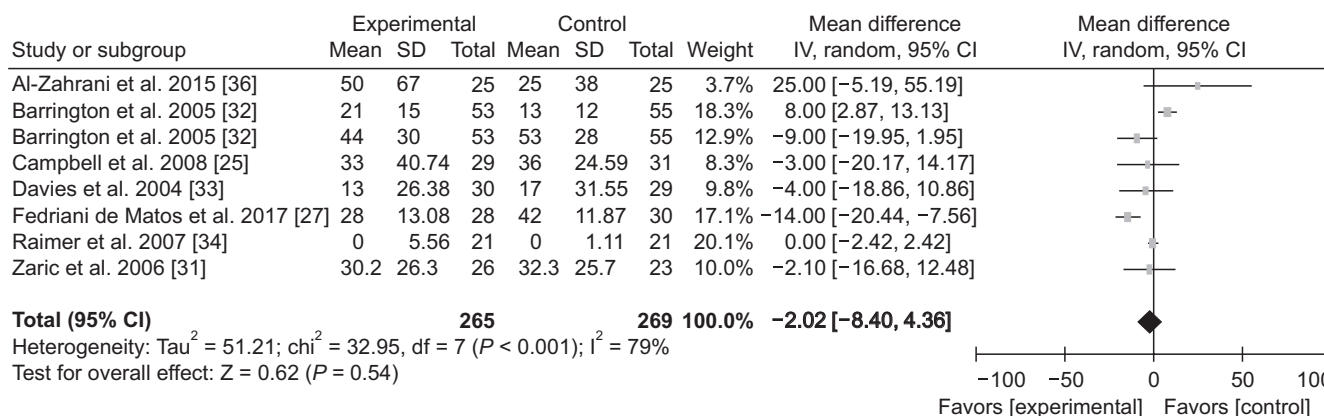 Experimental Control Mean difference Mean difference
Study or subgroup Mean SD Total Mean SD Total Weight IV, random, 95% CI IV, random, 95% CI
Al-Zahrani et al. 2015 [36] 50 67 25 25 38 25 3.7% 25.00 [−5.19, 55.19]
Barrington et al. 2005 [32] 21 15 53 13 12 55 18.3% 8.00 [2.87, 13.13]
Barrington et al. 2005 [32] 44 30 53 53 28 55 12.9% −9.00 [−19.95, 1.95]
Campbell et al. 2008 [25] 33 40.74 29 36 24.59 31 8.3% −3.00 [−20.17, 14.17]
Davies et al. 2004 [33] 13 26.38 30 17 31.55 29 9.8% −4.00 [−18.86, 10.86]
Fedriani de Matos et al. 2017 [27] 28 13.08 28 42 11.87 30 17.1% −14.00 [−20.44, −7.56]
Raimer et al. 2007 [34] 0 5.56 21 0 1.11 21 20.1% 0.00 [−2.42, 2.42]
Zaric et al. 2006 [31] 30.2 26.3 26 32.3 25.7 23 10.0% −2.10 [−16.68, 12.48]
Total (95% CI) 265 269 100.0% −2.02 [−8.40, 4.36]
Heterogeneity: Tau² = 51.21; chi² = 32.95, df = 7 (P < 0.001); I² = 79%
Test for overall effect: Z = 0.62 (P = 0.54)
−100 −50 0 50 100
Favors [experimental] Favors [control]